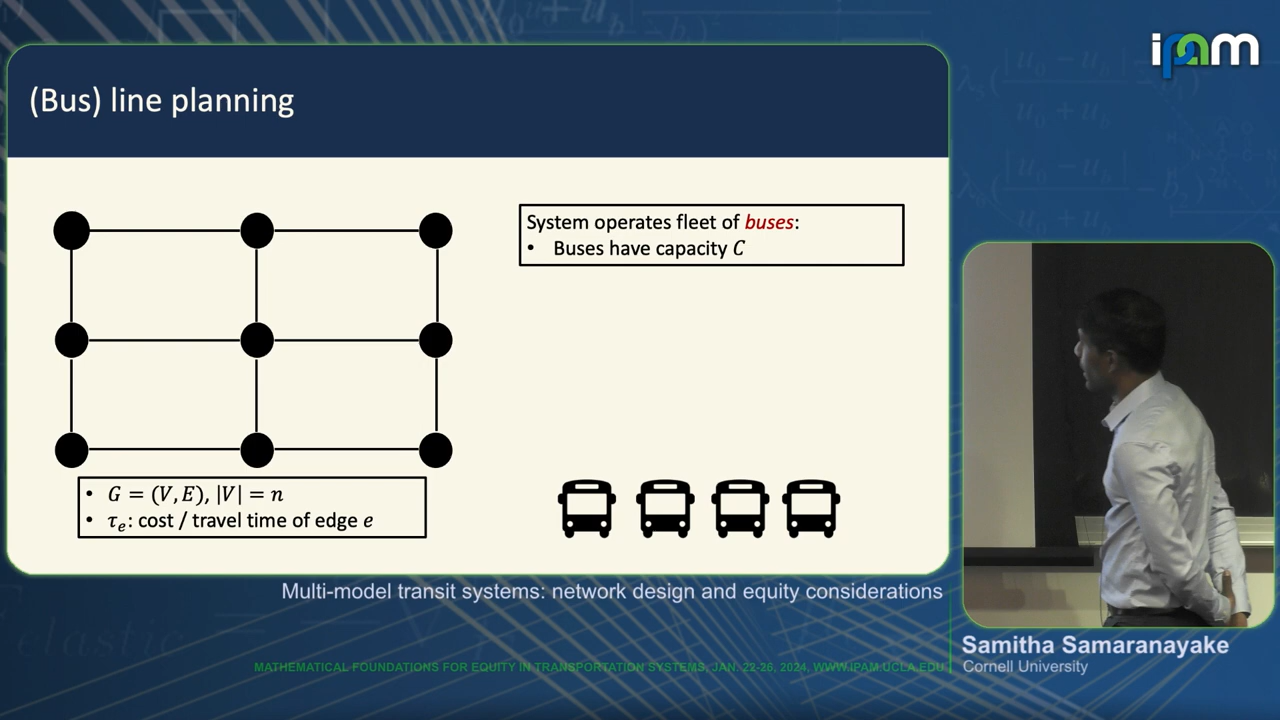 ipam
(Bus) line planning
System operates fleet of buses:
• Buses have capacity C
• G = (V, E), |V| = n
• τₑ: cost / travel time of edge e
Multi-model transit systems: network design and equity considerations
Samitha Samaranayake
Cornell University
MATHEMATICAL FOUNDATIONS FOR EQUITY IN TRANSPORTATION SYSTEMS, JAN. 22-26, 2024, WWW.IPAM.UCLA.EDU
elastic